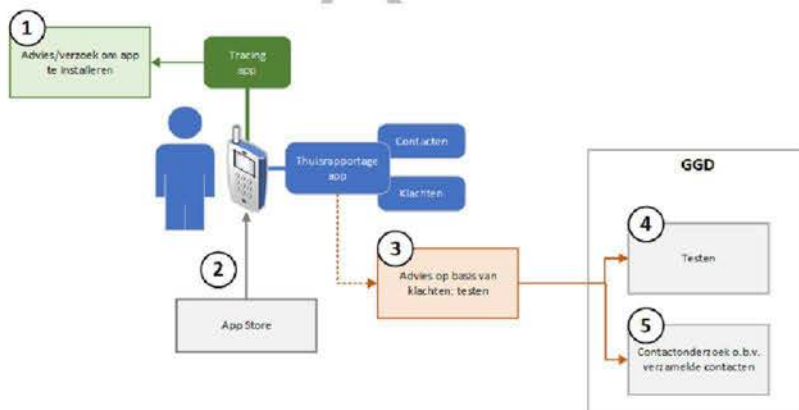 1
Advies/verzoek om app
te installeren
Tracing
app
Thuisrapportage
app
Contacten
Klachten
2
App Store
3
Advies op basis van
klachten: testen
GGD
4
Testen
5
Contactonderzoek o.b.v.
verzamelde contacten